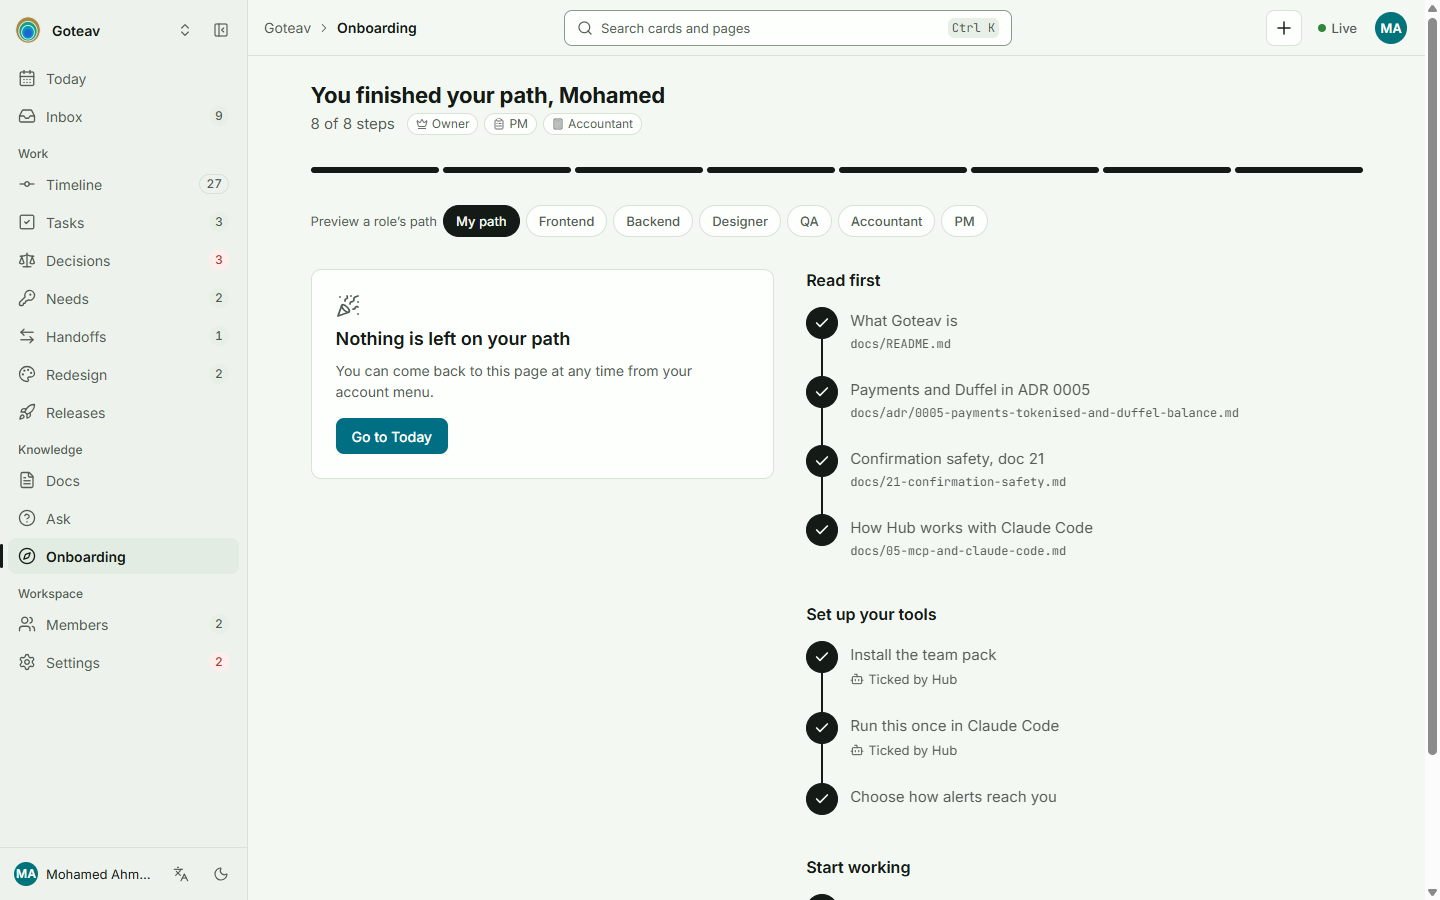 Goteav
Today
Inbox 9
Work
Timeline 27
Tasks 3
Decisions 3
Needs 2
Handoffs 1
Redesign 2
Releases
Knowledge
Docs
Ask
Onboarding
Workspace
Members 2
Settings 2
MA Mohamed Ahm...
Goteav > Onboarding
Search cards and pages Ctrl K
Live
MA
You finished your path, Mohamed
8 of 8 steps Owner PM Accountant
Preview a role’s path My path Frontend Backend Designer QA Accountant PM
Nothing is left on your path
You can come back to this page at any time from your
account menu.
Go to Today
Read first
What Goteav is
docs/README.md
Payments and Duffel in ADR 0005
docs/adr/0005-payments-tokenised-and-duffel-balance.md
Confirmation safety, doc 21
docs/21-confirmation-safety.md
How Hub works with Claude Code
docs/05-mcp-and-claude-code.md
Set up your tools
Install the team pack
Ticked by Hub
Run this once in Claude Code
Ticked by Hub
Choose how alerts reach you
Start working